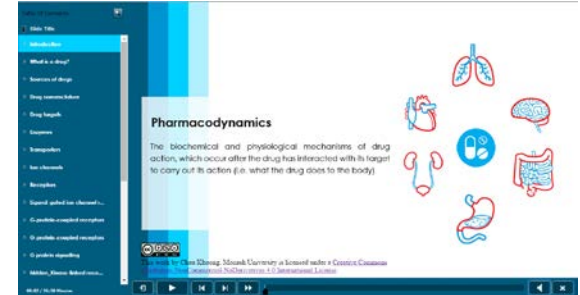 Table of contents
Slide Title
Introduction
What is a drug?
Sources of drugs
Drug nomenclature
Drug targets
Enzymes
Transporters
Ion channels
Receptors
Ligand gated ion channel r...
G-protein coupled receptors
G-protein coupled receptors
G protein signalling
Pharmacodynamics
The biochemical and physiological mechanisms of drug
action, which occur after the drug has interacted with its target
to carry out its action (i.e. what the drug does to the body)
This work by Chen Khoong, Monash University is licensed under a Creative Commons
NonCommercial NoDerivatives 4.0 International License